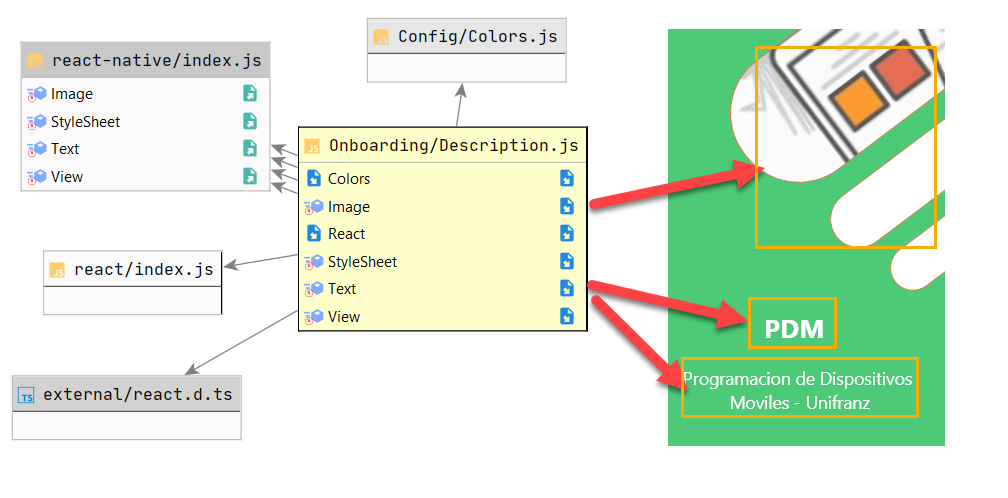 Config/Colors.js
react-native/index.js
Image
StyleSheet
Text
View
Onboarding/Description.js
Colors
Image
React
StyleSheet
Text
View
react/index.js
external/react.d.ts
PDM
Programacion de Dispositivos
Moviles - Unifranz